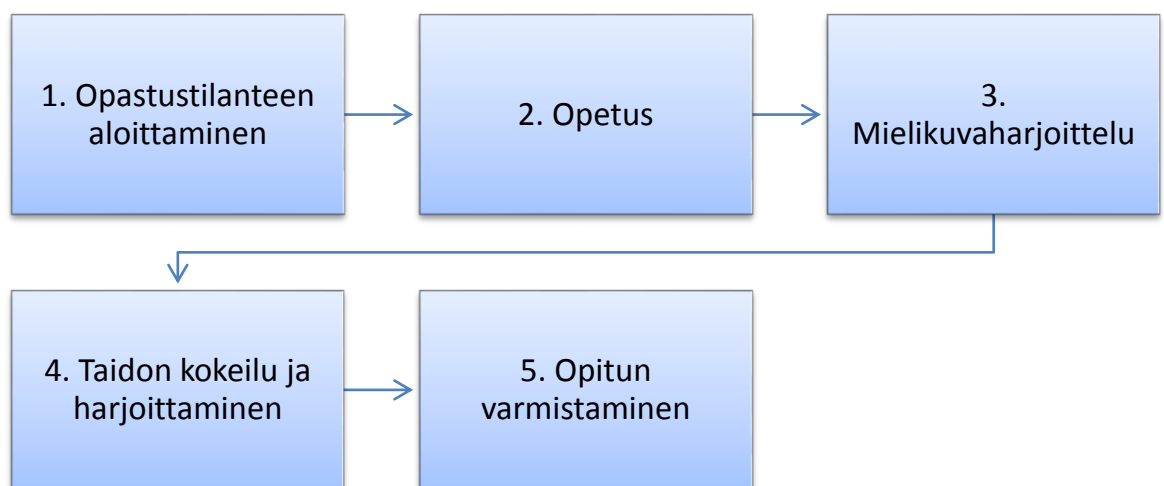 1. Opastustilanteen
aloittaminen
2. Opetus
3.
Mielikuvaharjoittelu
4. Taidon kokeilu ja
harjoittaminen
5. Opitun
varmistaminen